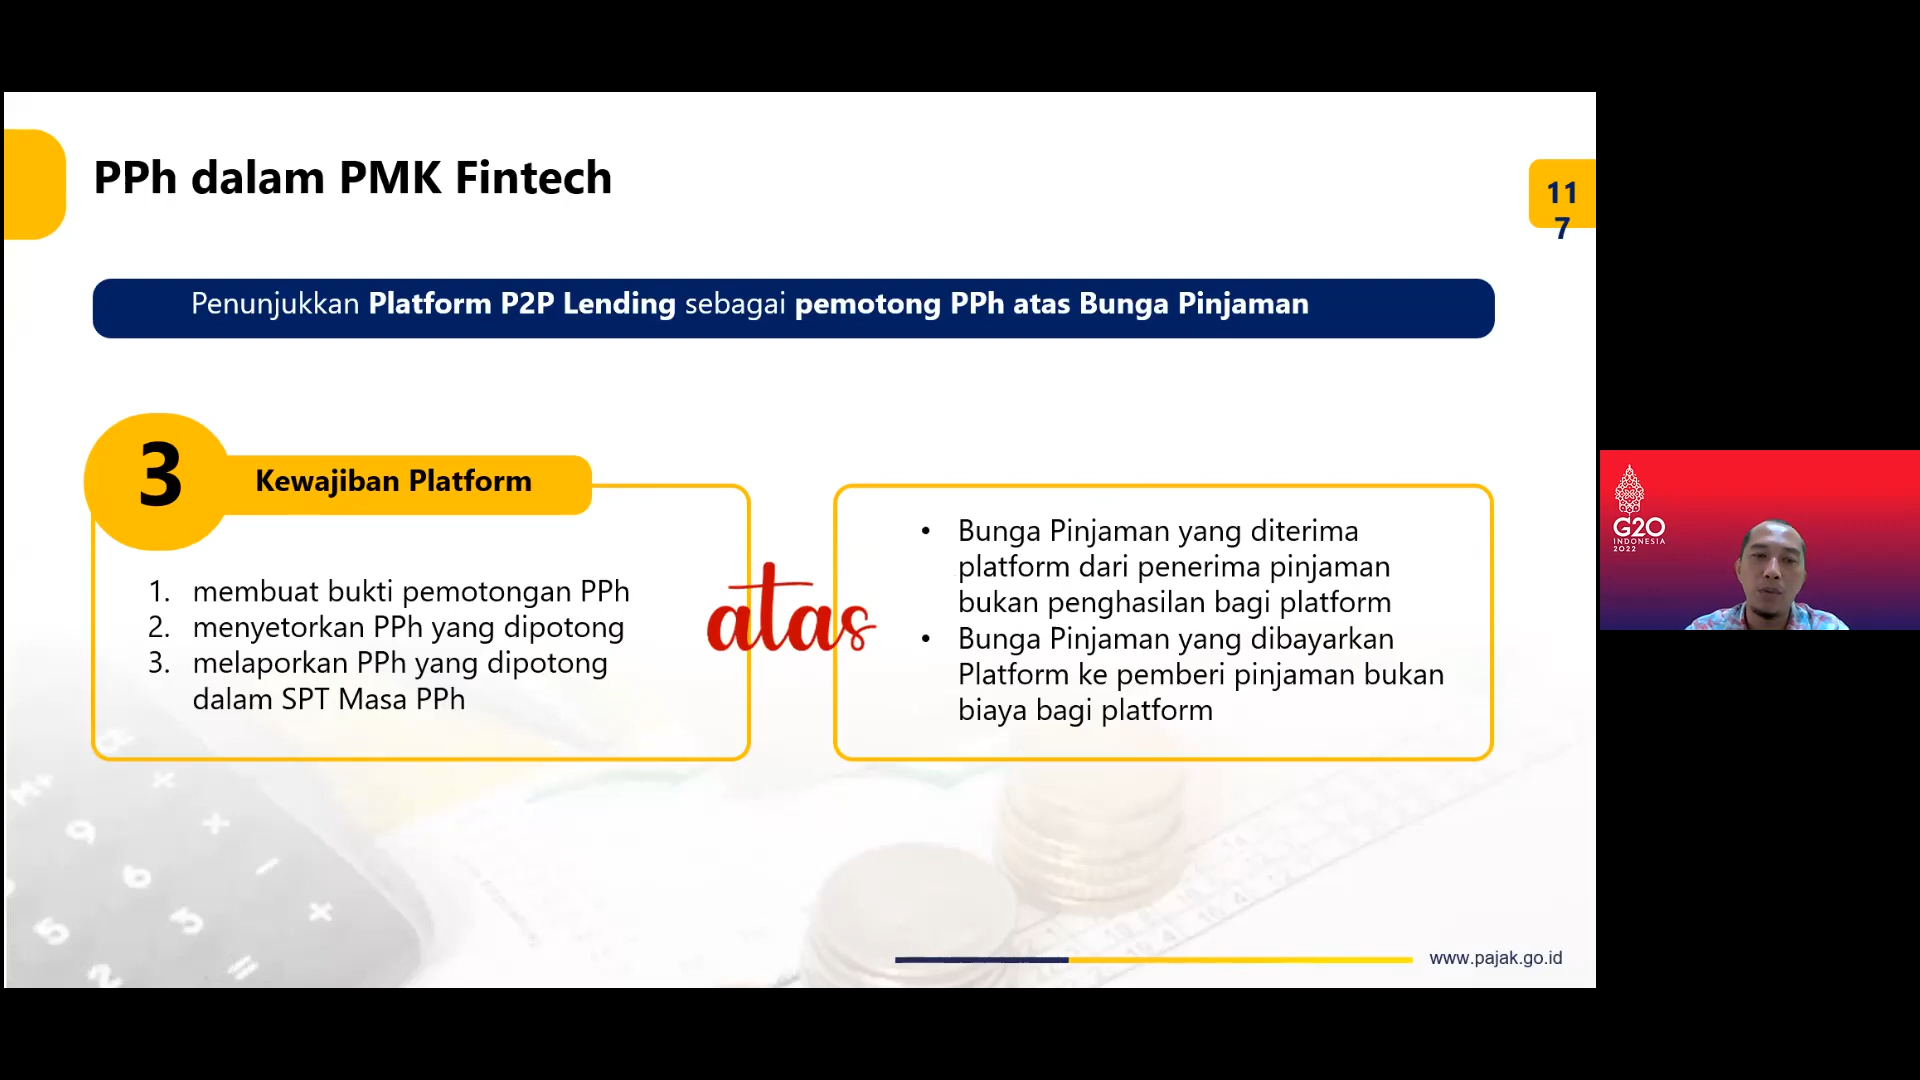 PPh dalam PMK Fintech
11
7
Penunjukkan Platform P2P Lending sebagai pemotong PPh atas Bunga Pinjaman
3
Kewajiban Platform
1. membuat bukti pemotongan PPh
2. menyetorkan PPh yang dipotong
3. melaporkan PPh yang dipotong
dalam SPT Masa PPh
atas
• Bunga Pinjaman yang diterima
platform dari penerima pinjaman
bukan penghasilan bagi platform
• Bunga Pinjaman yang dibayarkan
Platform ke pemberi pinjaman bukan
biaya bagi platform
www.pajak.go.id
G20
INDONESIA
2022